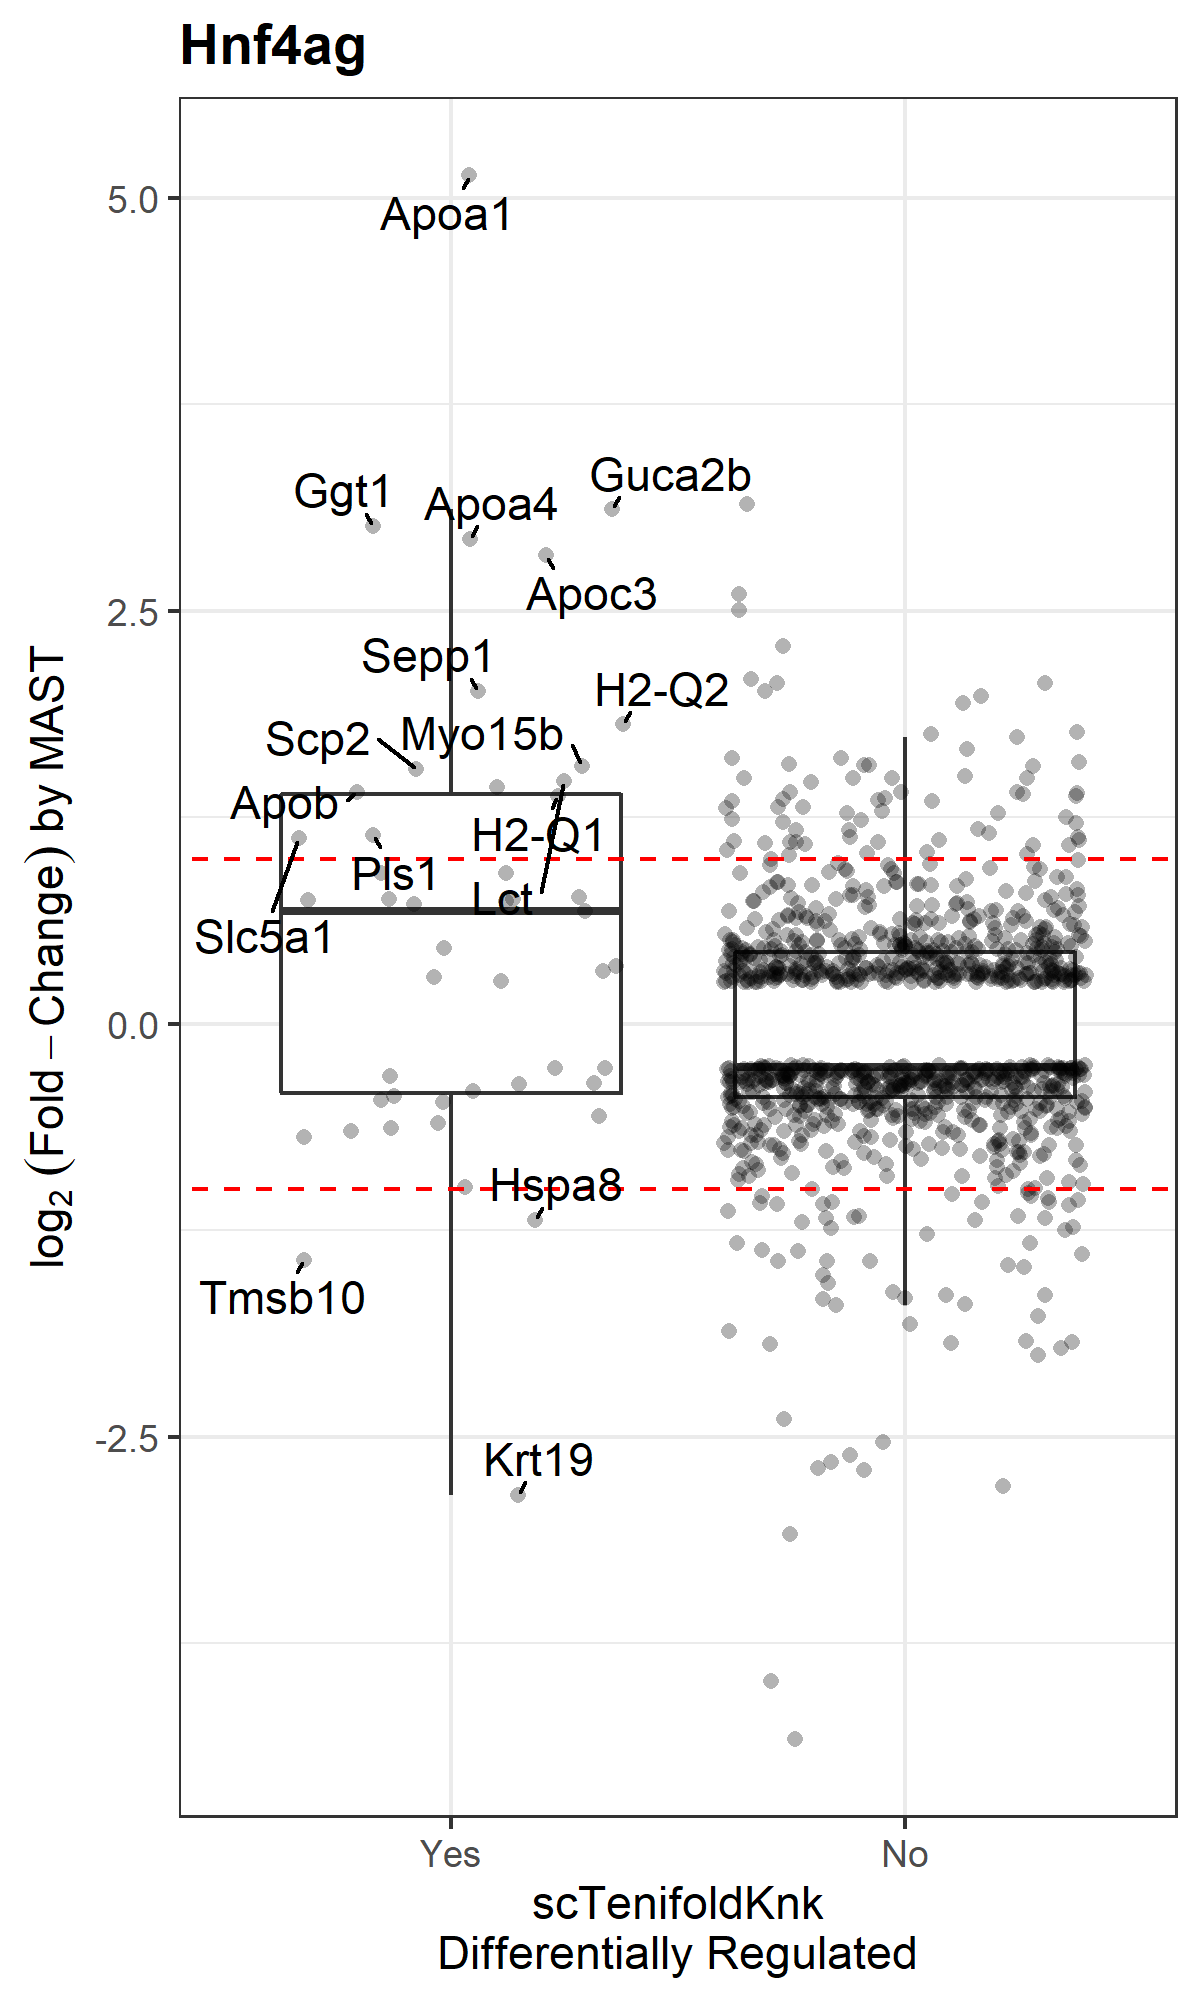 Hnf4ag
log2 (Fold − Change) by MAST
5.0
2.5
0.0
-2.5
Apoa1
Ggt1
Apoa4
Guca2b
Apoc3
Sepp1
H2-Q2
Scp2
Myo15b
Apob
H2-Q1
Pls1
Lct
Slc5a1
Hspa8
Tmsb10
Krt19
Yes
No
scTenifoldKnk
Differentially Regulated